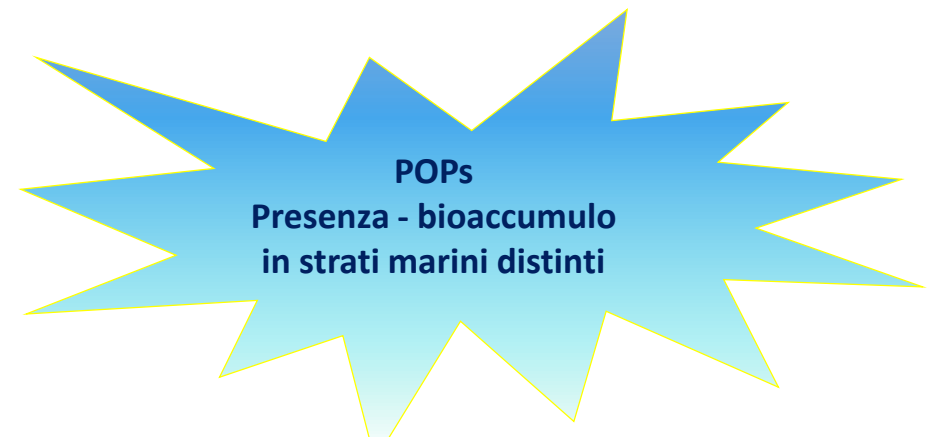 POPs
Presenza - bioaccumulo
in strati marini distinti